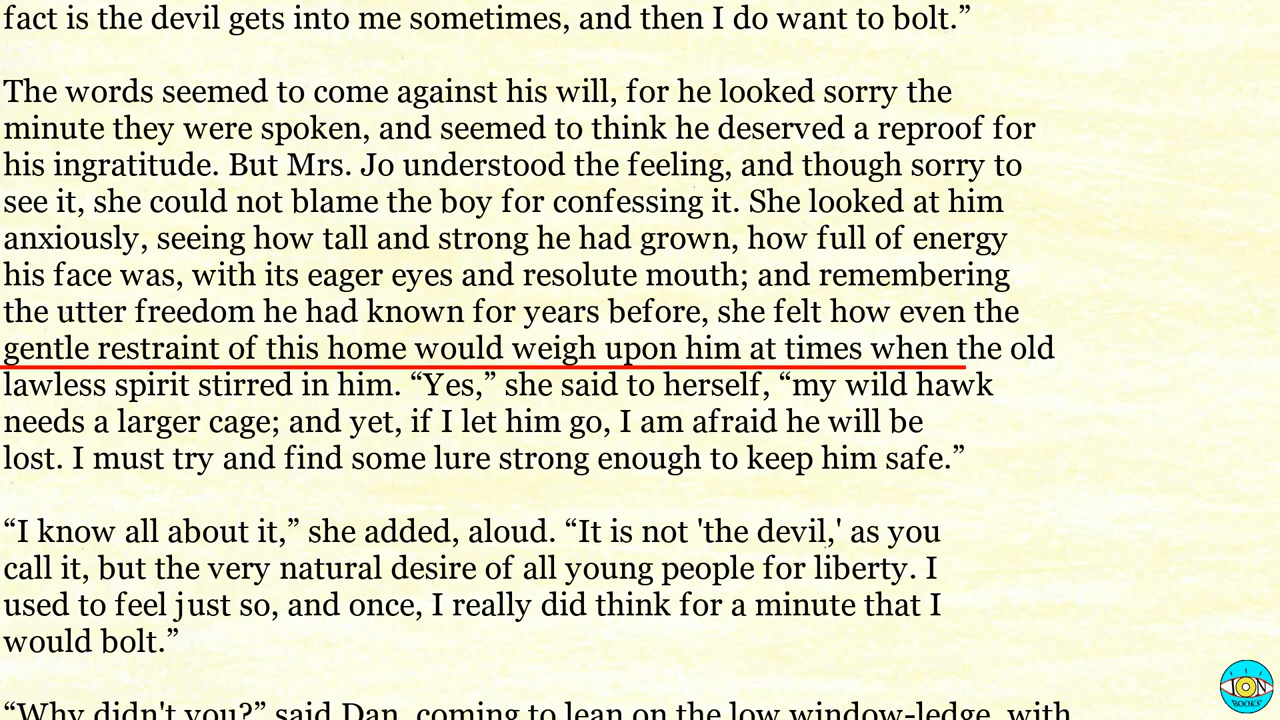 fact is the devil gets into me sometimes, and then I do want to bolt.”
The words seemed to come against his will, for he looked sorry the
minute they were spoken, and seemed to think he deserved a reproof for
his ingratitude. But Mrs. Jo understood the feeling, and though sorry to
see it, she could not blame the boy for confessing it. She looked at him
anxiously, seeing how tall and strong he had grown, how full of energy
his face was, with its eager eyes and resolute mouth; and remembering
the utter freedom he had known for years before, she felt how even the
gentle restraint of this home would weigh upon him at times when the old
lawless spirit stirred in him. “Yes,” she said to herself, “my wild hawk
needs a larger cage; and yet, if I let him go, I am afraid he will be
lost. I must try and find some lure strong enough to keep him safe.”
“I know all about it,” she added, aloud. “It is not 'the devil,' as you
call it, but the very natural desire of all young people for liberty. I
used to feel just so, and once, I really did think for a minute that I
would bolt.”
“Why didn't you?” said Dan, coming to lean on the low window-ledge, with
ION
BOOKS